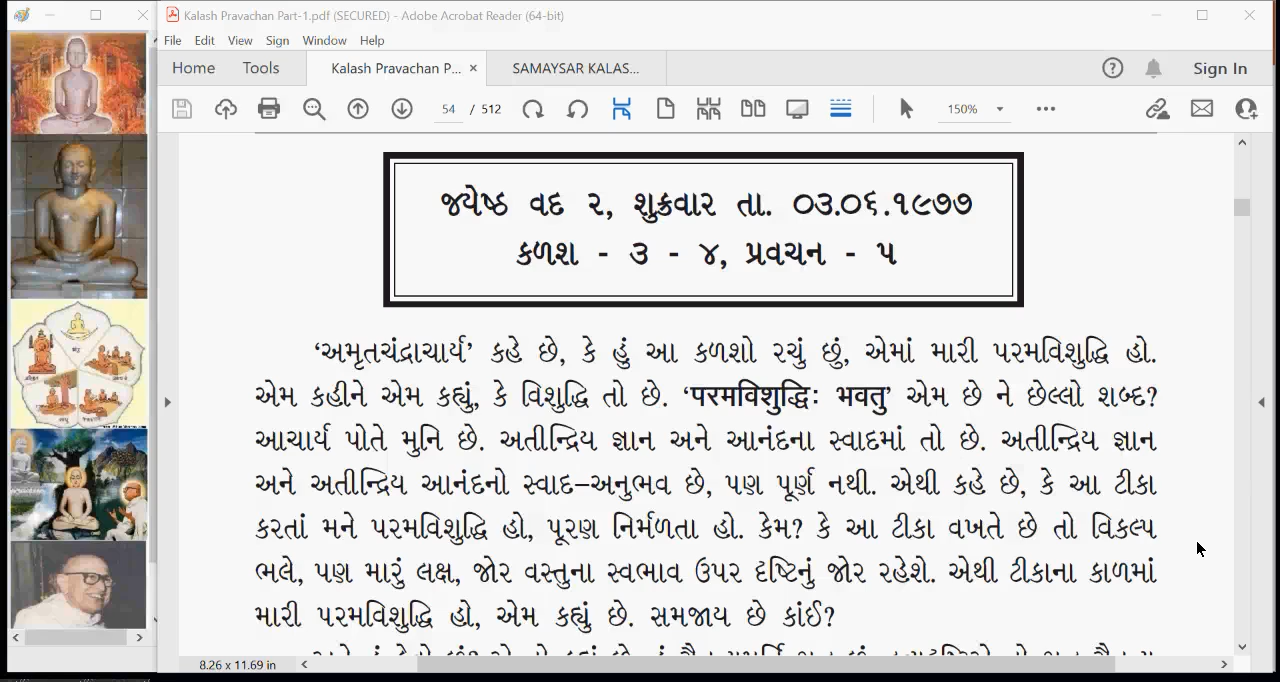 Kalash Pravachan Part-1.pdf (SECURED) - Adobe Acrobat Reader (64-bit)
File Edit View Sign Window Help
Home Tools Kalash Pravachan P... × SAMAYSAR KALAS... Sign In
54 / 512 150%
જ્યેષ્ઠ વદ ૨, શુક્રવાર તા. ૦૩.૦૬.૧૯૭૭
કળશ - ૩ - ૪, પ્રવચન - ૫
‘અમૃતચંદ્રાચાર્ય’ કહે છે, કે હું આ કળશો રચું છું, એમાં મારી પરમવિશુદ્ધિ હો.
એમ કહીને એમ કહ્યું, કે વિશુદ્ધિ તો છે. ‘परमविशुद्धिः भवतु’ એમ છે ને છેલ્લો શબ્દ?
આચાર્ય પોતે મુનિ છે. અતીન્દ્રિય જ્ઞાન અને આનંદના સ્વાદમાં તો છે. અતીન્દ્રિય જ્ઞાન
અને અતીન્દ્રિય આનંદનો સ્વાદ–અનુભવ છે, પણ પૂર્ણ નથી. એથી કહે છે, કે આ ટીકા
કરતાં મને પરમવિશુદ્ધિ હો, પૂરણ નિર્મળતા હો. કેમ? કે આ ટીકા વખતે છે તો વિકલ્પ
ભલે, પણ મારું લક્ષ, જોર વસ્તુના સ્વભાવ ઉપર દૃષ્ટિનું જોર રહેશે. એથી ટીકાના કાળમાં
મારી પરમવિશુદ્ધિ હો, એમ કહ્યું છે. સમજાય છે કાંઈ?
8.26 x 11.69 in